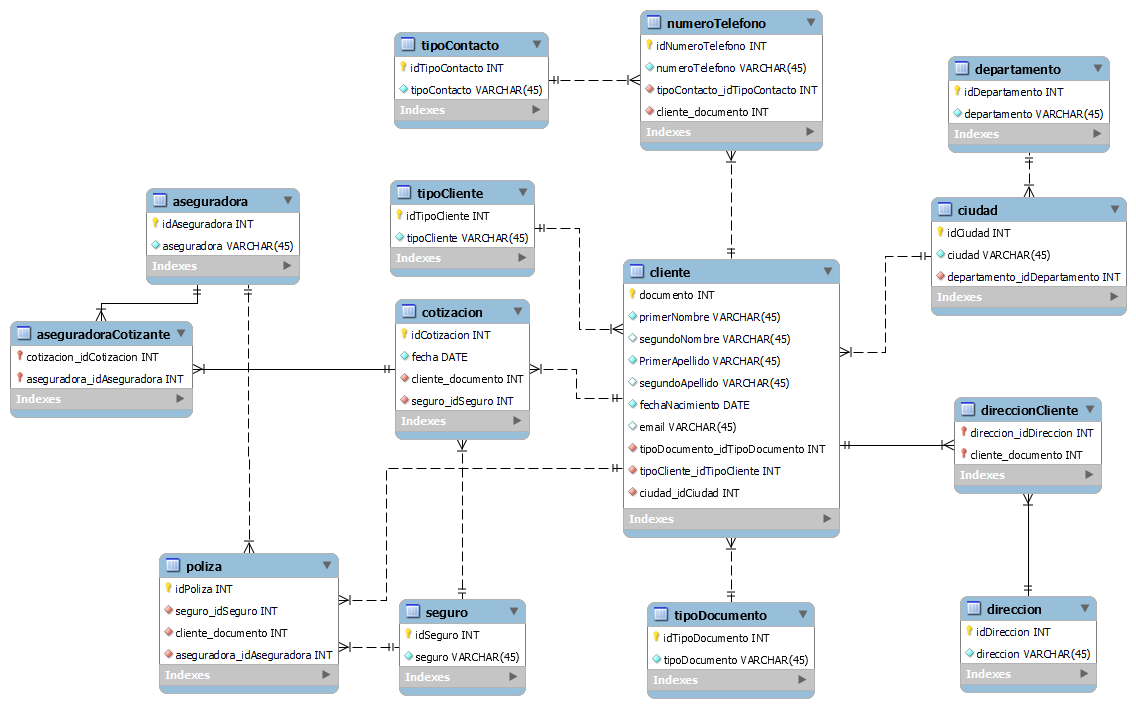 tipoContacto
idTipoContacto INT
tipoContacto VARCHAR(45)
Indexes
numeroTelefono
idNumeroTelefono INT
numeroTelefono VARCHAR(45)
tipoContacto_idTipoContacto INT
cliente_documento INT
Indexes
departamento
idDepartamento INT
departamento VARCHAR(45)
Indexes
aseguradora
idAseguradora INT
aseguradora VARCHAR(45)
Indexes
tipoCliente
idTipoCliente INT
tipoCliente VARCHAR(45)
Indexes
ciudad
idCiudad INT
ciudad VARCHAR(45)
departamento_idDepartamento INT
Indexes
cliente
documento INT
primerNombre VARCHAR(45)
segundoNombre VARCHAR(45)
PrimerApellido VARCHAR(45)
segundoApellido VARCHAR(45)
fechaNacimiento DATE
email VARCHAR(45)
tipoDocumento_idTipoDocumento INT
tipoCliente_idTipoCliente INT
ciudad_idCiudad INT
Indexes
aseguradoraCotizante
cotizacion_idCotizacion INT
aseguradora_idAseguradora INT
Indexes
cotizacion
idCotizacion INT
fecha DATE
cliente_documento INT
seguro_idSeguro INT
Indexes
direccionCliente
direccion_idDireccion INT
cliente_documento INT
Indexes
poliza
idPoliza INT
seguro_idSeguro INT
cliente_documento INT
aseguradora_idAseguradora INT
Indexes
seguro
idSeguro INT
seguro VARCHAR(45)
Indexes
tipoDocumento
idTipoDocumento INT
tipoDocumento VARCHAR(45)
Indexes
direccion
idDireccion INT
direccion VARCHAR(45)
Indexes